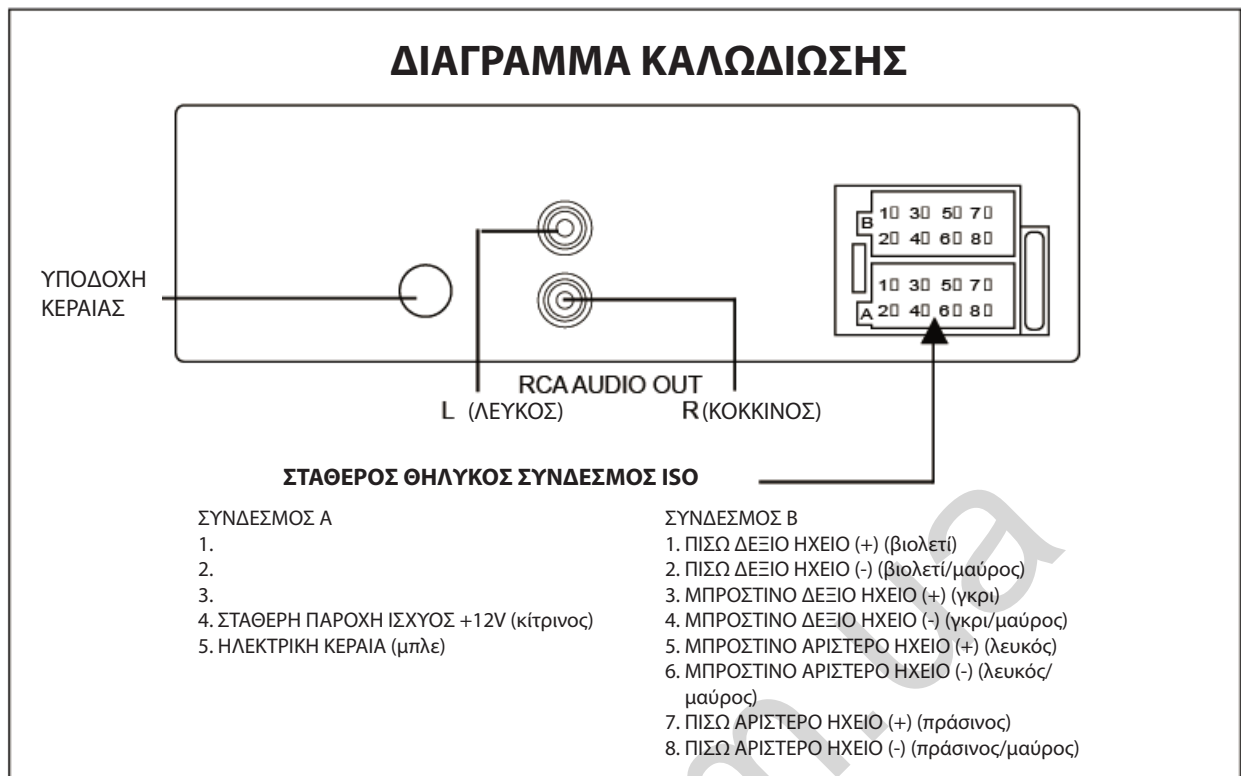 ΔΙΑΓΡΑΜΜΑ ΚΑΛΩΔΙΩΣΗΣ
ΥΠΟΔΟΧΗ
ΚΕΡΑΙΑΣ
B
1 3 5 7
2 4 6 8
1 3 5 7
A 2 4 6 8
RCA AUDIO OUT
L (ΛΕΥΚΟΣ) R (ΚΟΚΚΙΝΟΣ)
ΣΤΑΘΕΡΟΣ ΘΗΛΥΚΟΣ ΣΥΝΔΕΣΜΟΣ ISO
ΣΥΝΔΕΣΜΟΣ Α
1.
2.
3.
4. ΣΤΑΘΕΡΗ ΠΑΡΟΧΗ ΙΣΧΥΟΣ +12V (κίτρινος)
5. ΗΛΕΚΤΡΙΚΗ ΚΕΡΑΙΑ (μπλε)
ΣΥΝΔΕΣΜΟΣ Β
1. ΠΙΣΩ ΔΕΞΙΟ ΗΧΕΙΟ (+) (βιολετί)
2. ΠΙΣΩ ΔΕΞΙΟ ΗΧΕΙΟ (-) (βιολετί/μαύρος)
3. ΜΠΡΟΣΤΙΝΟ ΔΕΞΙΟ ΗΧΕΙΟ (+) (γκρι)
4. ΜΠΡΟΣΤΙΝΟ ΔΕΞΙΟ ΗΧΕΙΟ (-) (γκρι/μαύρος)
5. ΜΠΡΟΣΤΙΝΟ ΑΡΙΣΤΕΡΟ ΗΧΕΙΟ (+) (λευκός)
6. ΜΠΡΟΣΤΙΝΟ ΑΡΙΣΤΕΡΟ ΗΧΕΙΟ (-) (λευκός/
μαύρος)
7. ΠΙΣΩ ΑΡΙΣΤΕΡΟ ΗΧΕΙΟ (+) (πράσινος)
8. ΠΙΣΩ ΑΡΙΣΤΕΡΟ ΗΧΕΙΟ (-) (πράσινος/μαύρος)
m.ua